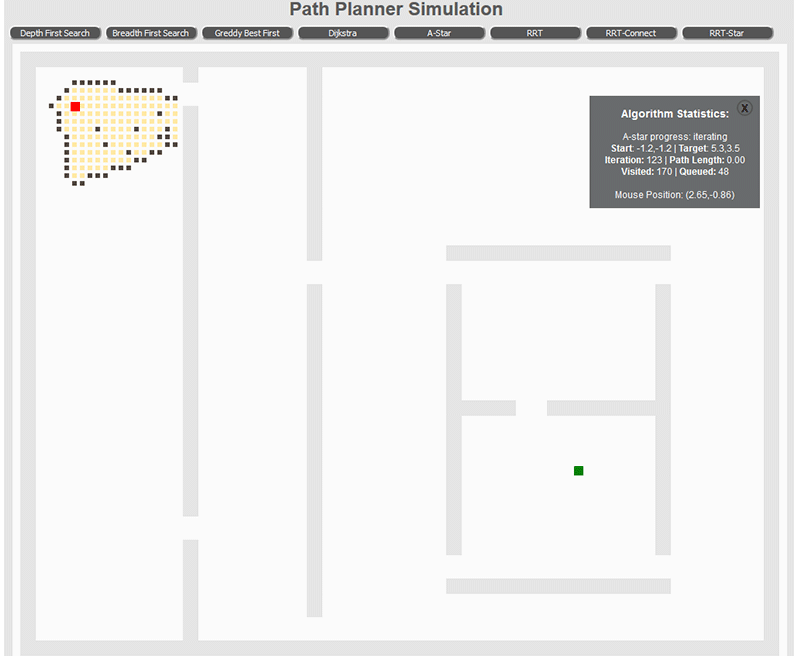 Path Planner Simulation
Depth First Search Breadth First Search Greddy Best First Dijkstra A-Star RRT RRT-Connect RRT-Star
X
Algorithm Statistics:
A-star progress: iterating
Start: -1.2,-1.2 | Target: 5.3,3.5
Iteration: 123 | Path Length: 0.00
Visited: 170 | Queued: 48
Mouse Position: (2.65,-0.86)